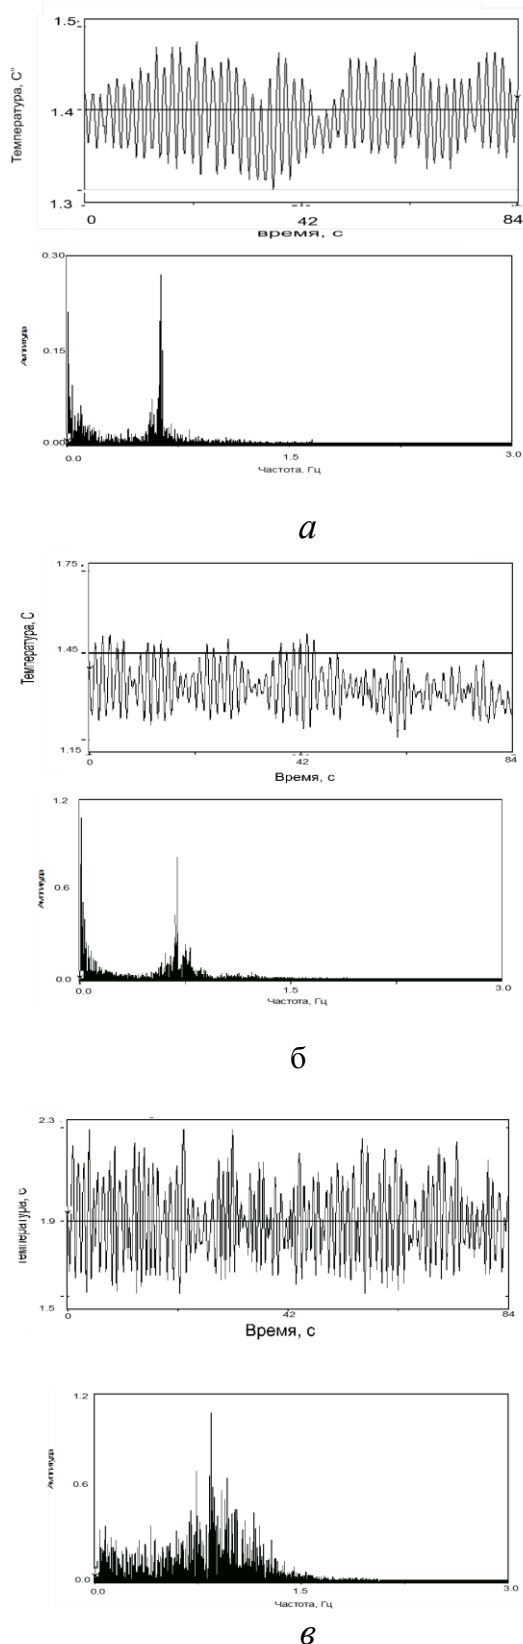 1.5
Температура, С°
1.4
1.3
0 42 84
время, с
0.30
Амплитуда
0.15
0.00
0.0 1.5 3.0
Частота, Гц
а
1.75
Температура, С
1.45
1.15
0 42 84
Время, с
1.2
Амплитуда
0.6
0.0
0.0 1.5 3.0
Частота, Гц
б
2.3
температура, с
1.9
1.5
0 42 84
Время, с
1.2
Амплитуда
0.6
0.0
0.0 1.5 3.0
Частота, Гц
в